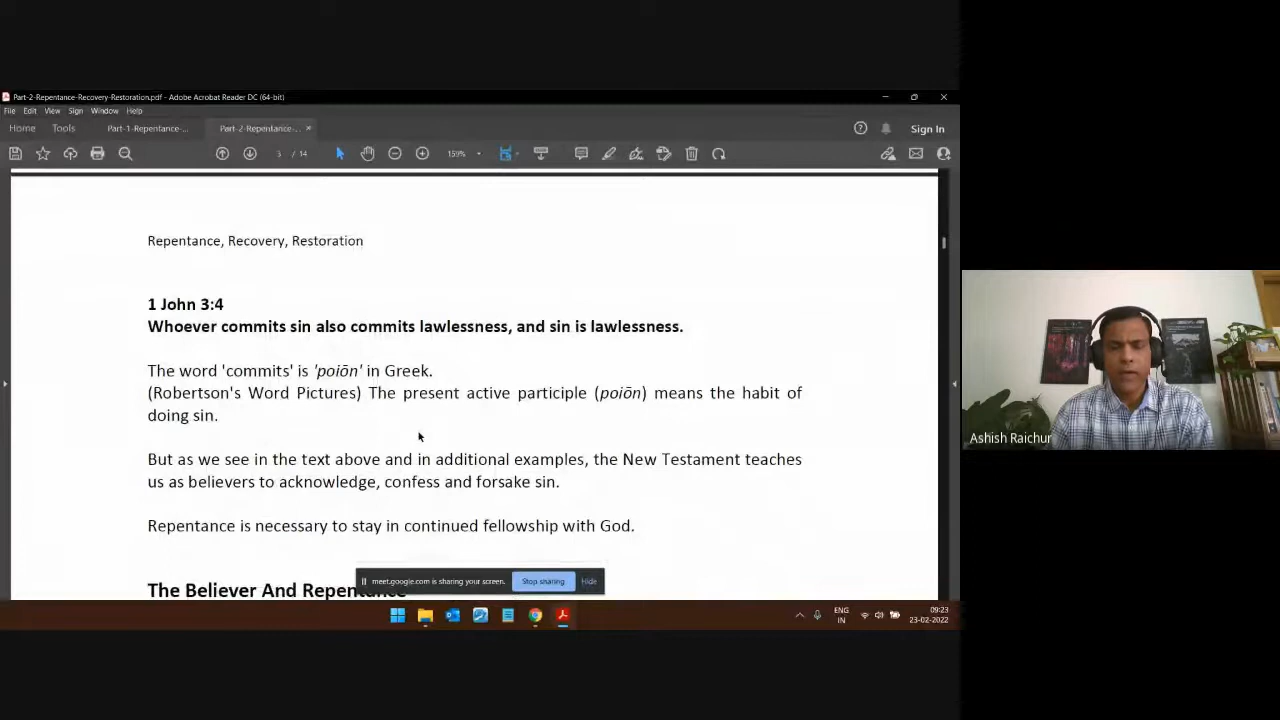 Part-2-Repentance-Recovery-Restoration.pdf - Adobe Acrobat Reader DC (64-bit)
File Edit View Sign Window Help
Home Tools Part-1-Repentance-... Part-2-Repentance-... Sign In
3 / 14 159%
Repentance, Recovery, Restoration
1 John 3:4
Whoever commits sin also commits lawlessness, and sin is lawlessness.
The word 'commits' is 'poiōn' in Greek.
(Robertson's Word Pictures) The present active participle (poiōn) means the habit of
doing sin.
But as we see in the text above and in additional examples, the New Testament teaches
us as believers to acknowledge, confess and forsake sin.
Repentance is necessary to stay in continued fellowship with God.
The Believer And Repentance
meet.google.com is sharing your screen. Stop sharing Hide
ENG
IN
09:23
23-02-2022
Ashish Raichur